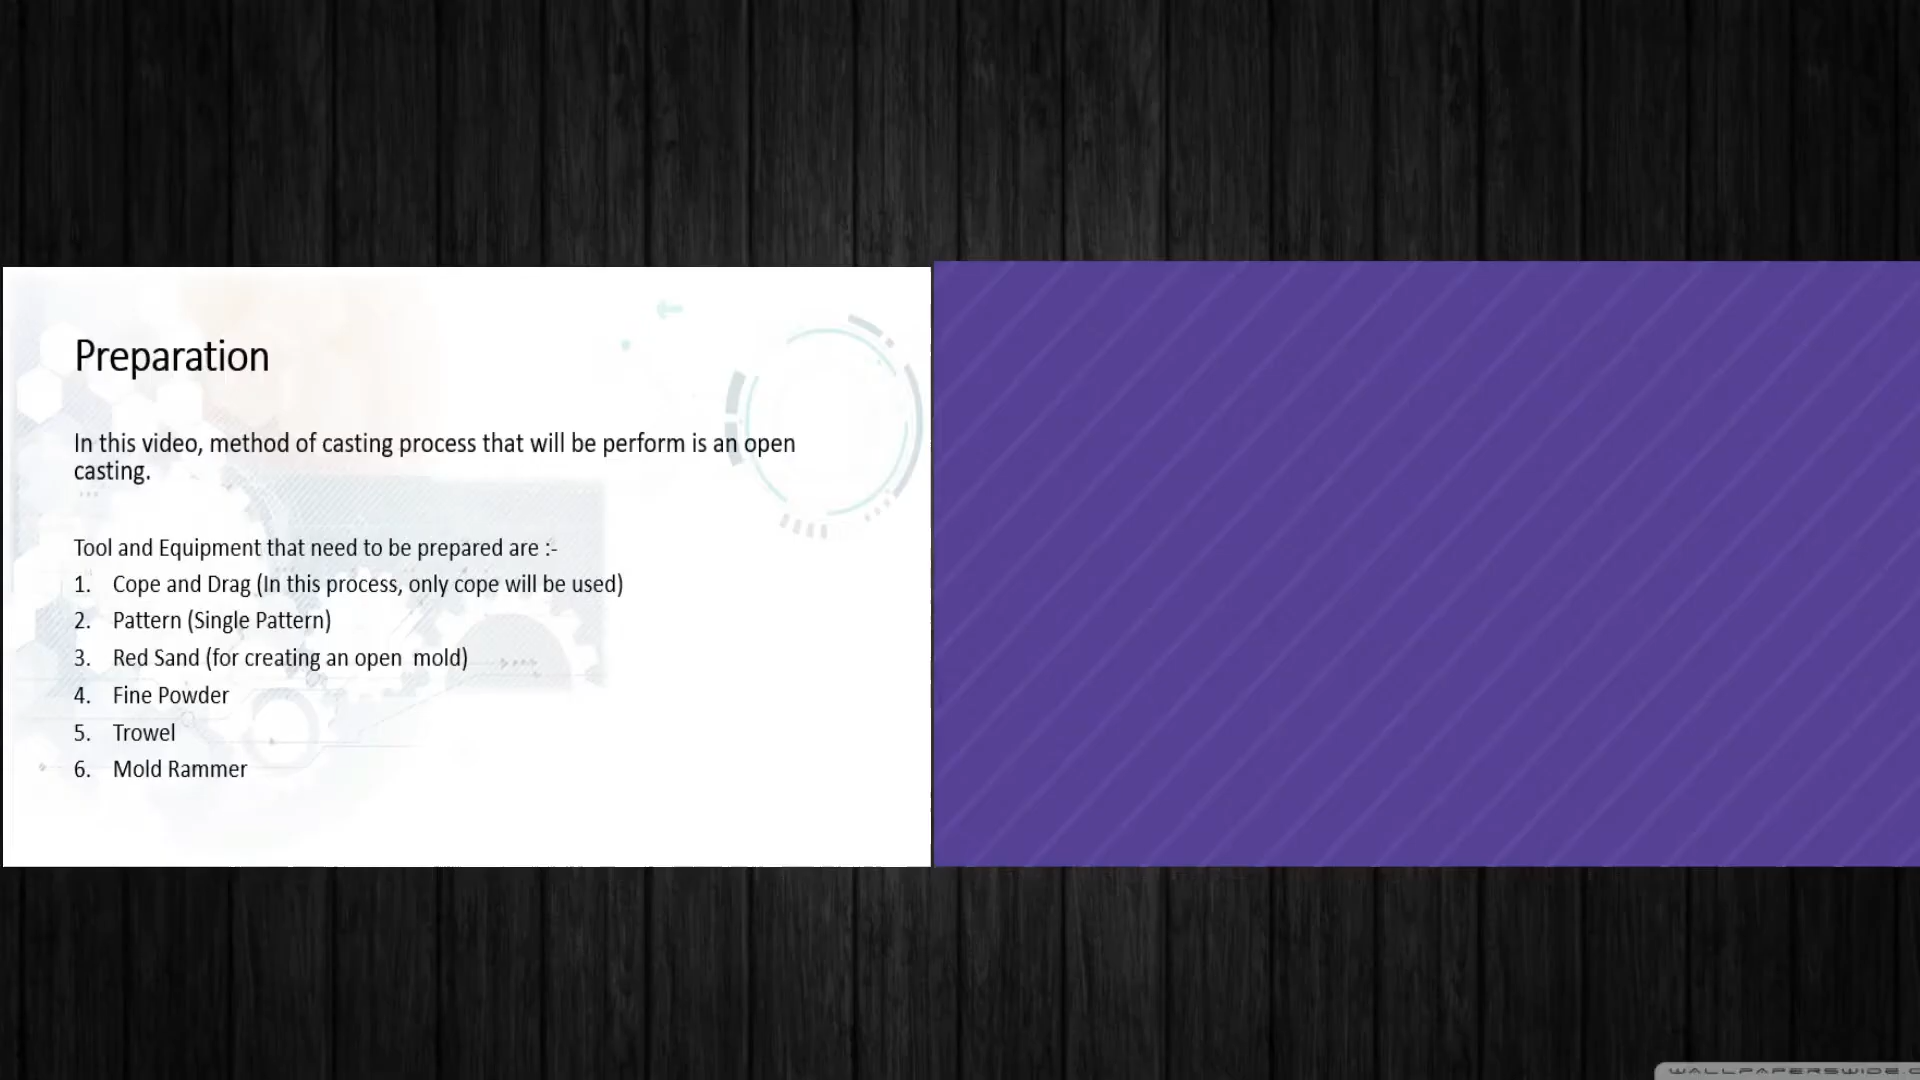 Preparation
In this video, method of casting process that will be perform is an open
casting.
Tool and Equipment that need to be prepared are :-
1. Cope and Drag (In this process, only cope will be used)
2. Pattern (Single Pattern)
3. Red Sand (for creating an open mold)
4. Fine Powder
5. Trowel
6. Mold Rammer
WALLPAPERSWIDE.C